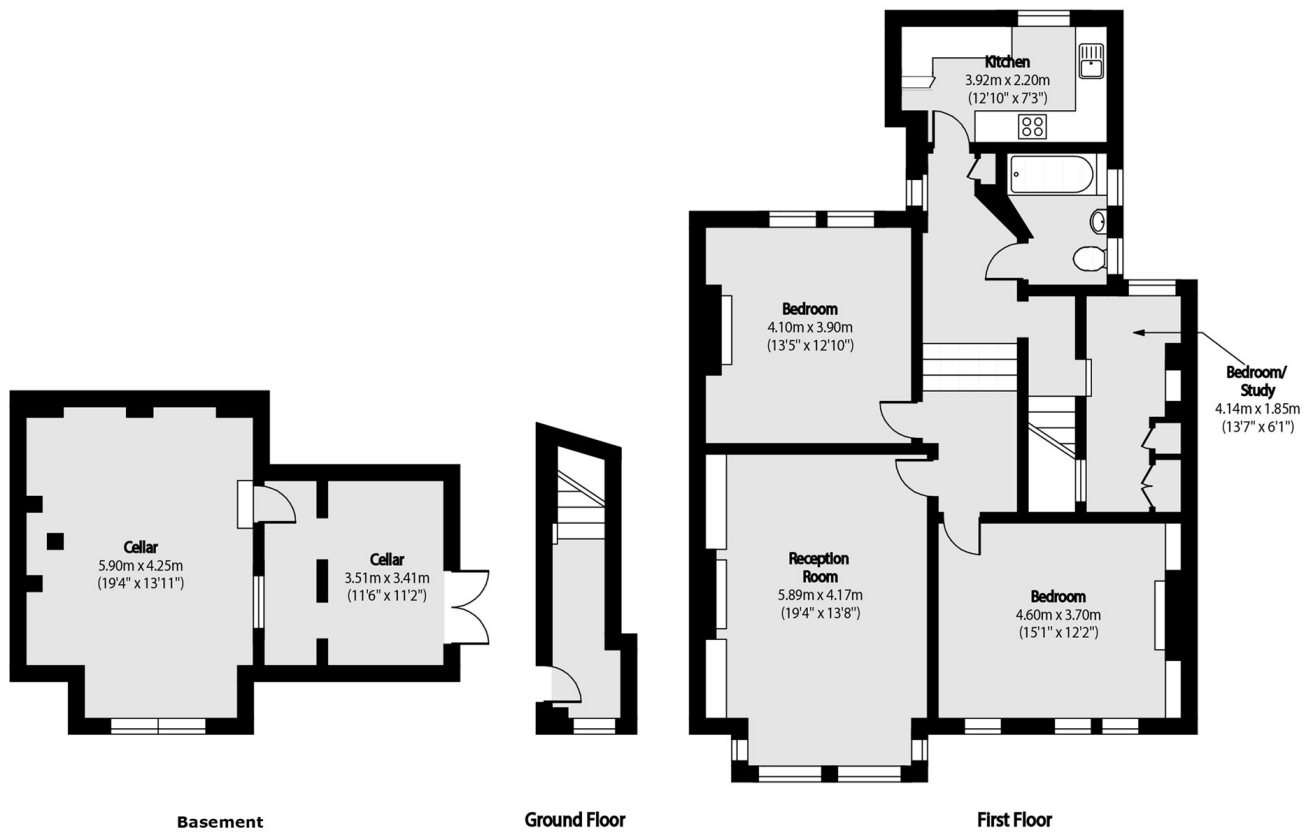 Kitchen
3.92m x 2.20m
(12'10" x 7'3")
Bedroom
4.10m x 3.90m
(13'5" x 12'10")
Bedroom/
Study
4.14m x 1.85m
(13'7" x 6'1")
Cellar
5.90m x 4.25m
(19'4" x 13'11")
Cellar
3.51m x 3.41m
(11'6" x 11'2")
Reception
Room
5.89m x 4.17m
(19'4" x 13'8")
Bedroom
4.60m x 3.70m
(15'1" x 12'2")
Basement
Ground Floor
First Floor